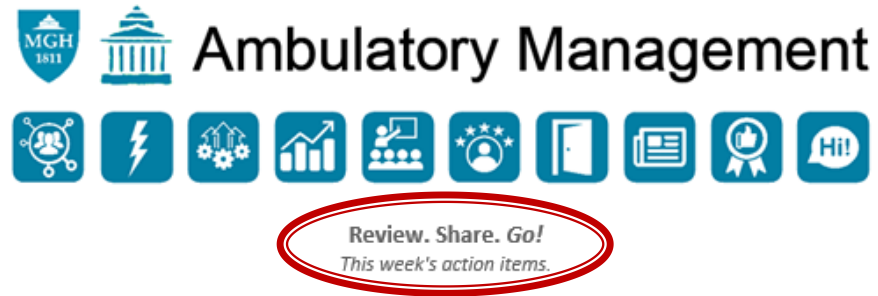 MGH
1811
Ambulatory Management
Hi!
Review. Share. Go!
This week's action items.